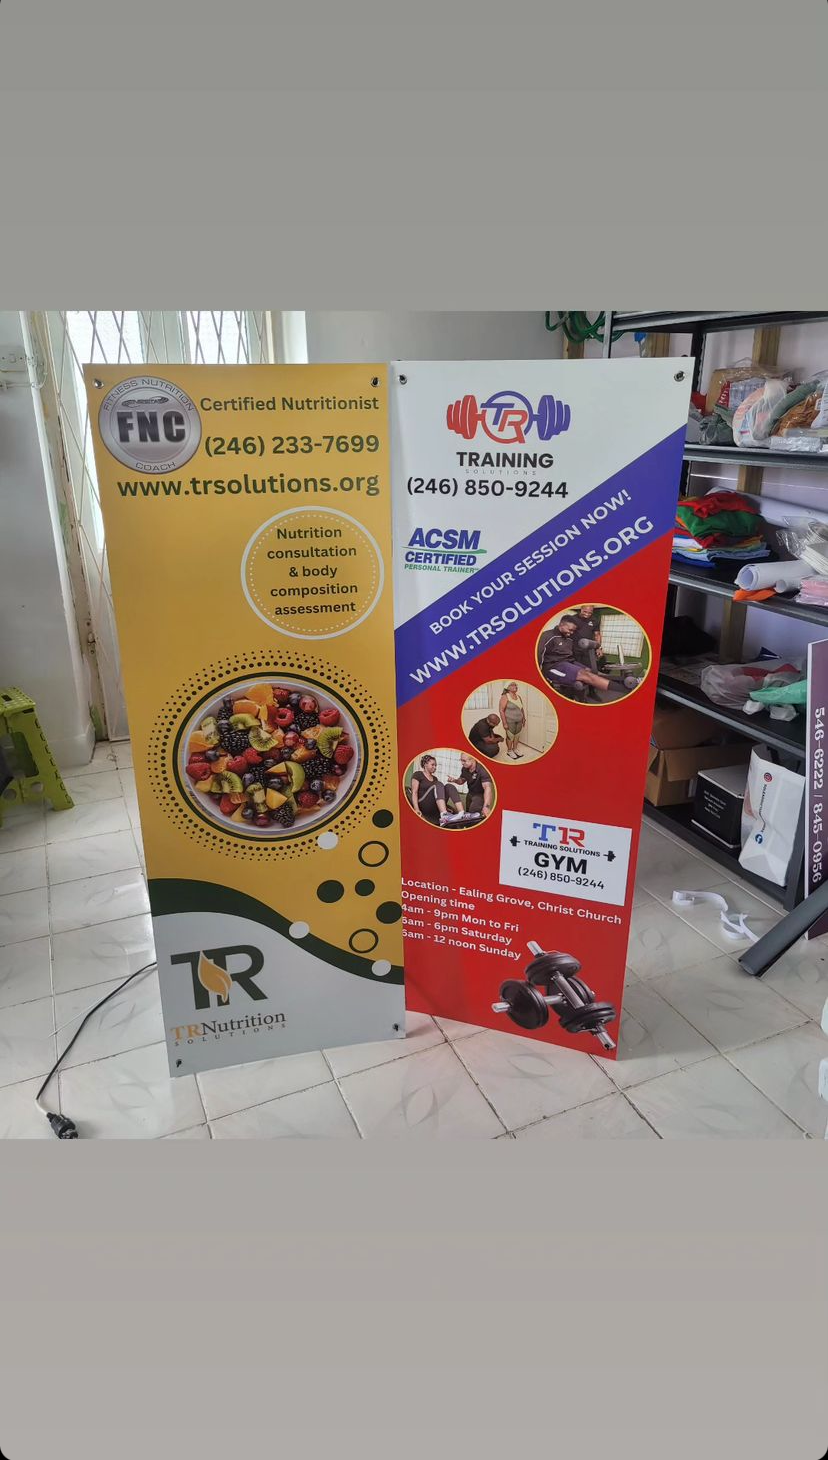 FITNESS NUTRITION
FNC
COACH
Certified Nutritionist
(246) 233-7699
www.trsolutions.org
Nutrition
consultation
& body
composition
assessment
TR
TRNutrition
SOLUTIONS
TR
TRAINING
SOLUTIONS
(246) 850-9244
ACSM
CERTIFIED
PERSONAL TRAINER
BOOK YOUR SESSION NOW!
WWW.TRSOLUTIONS.ORG
TR
TRAINING SOLUTIONS
GYM
(246) 850-9244
Location - Ealing Grove, Christ Church
Opening time
4am - 9pm Mon to Fri
6am - 6pm Saturday
6am - 12 noon Sunday
546-6222 / 845-0956